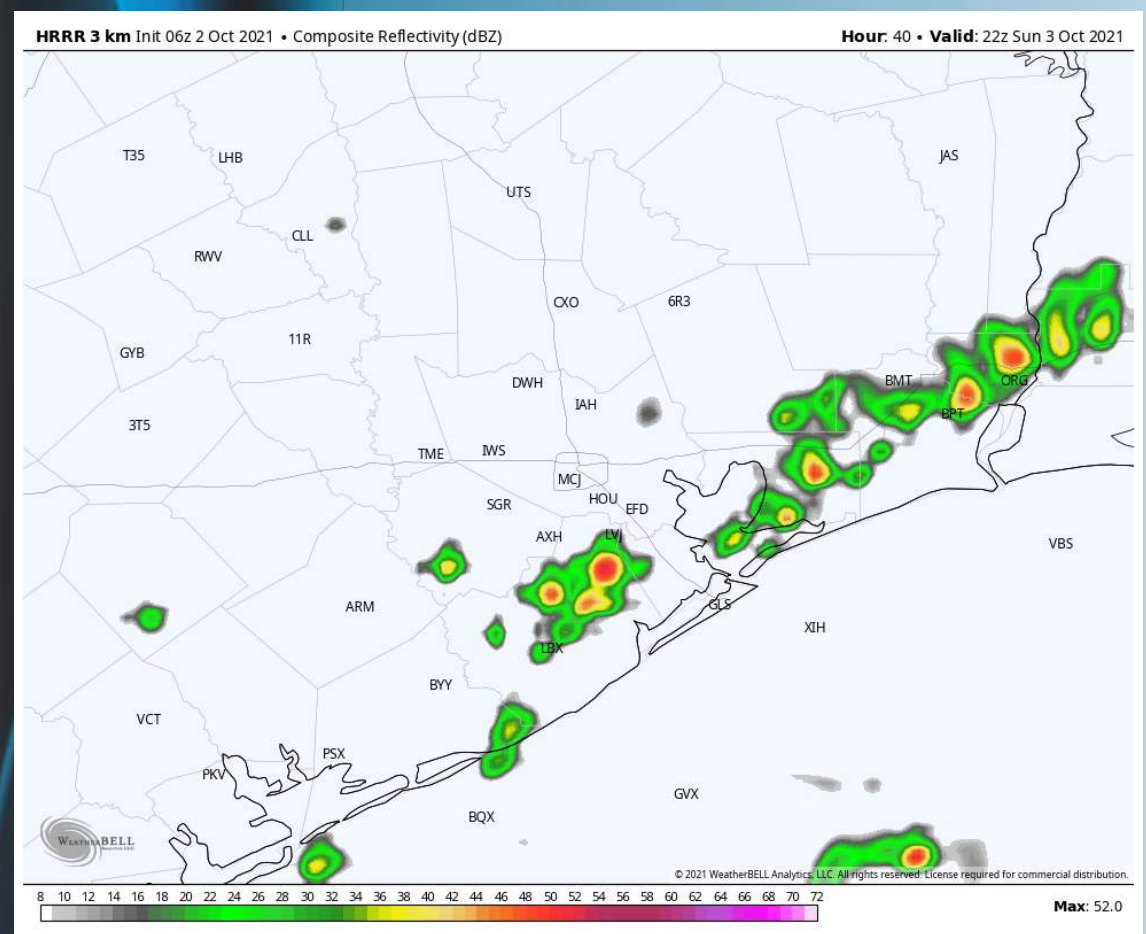 HRRR 3 km Init 06z 2 Oct 2021 • Composite Reflectivity (dBZ)
Hour: 40 • Valid: 22z Sun 3 Oct 2021
T35
LHB
JAS
UTS
CLL
RWV
CXO
6R3
11R
GYB
DWH
BMT
ORG
IAH
BPT
3T5
TME
IWS
MCJ
SGR
HOU
EFD
AXH
LVJ
VBS
ARM
GLS
XIH
LBX
BYY
VCT
PSX
PKV
GVX
BQX
WEATHERBELL
© 2021 WeatherBELL Analytics, LLC. All rights reserved. License required for commercial distribution.
8 10 12 14 16 18 20 22 24 26 28 30 32 34 36 38 40 42 44 46 48 50 52 54 56 58 60 62 64 66 68 70 72
Max: 52.0